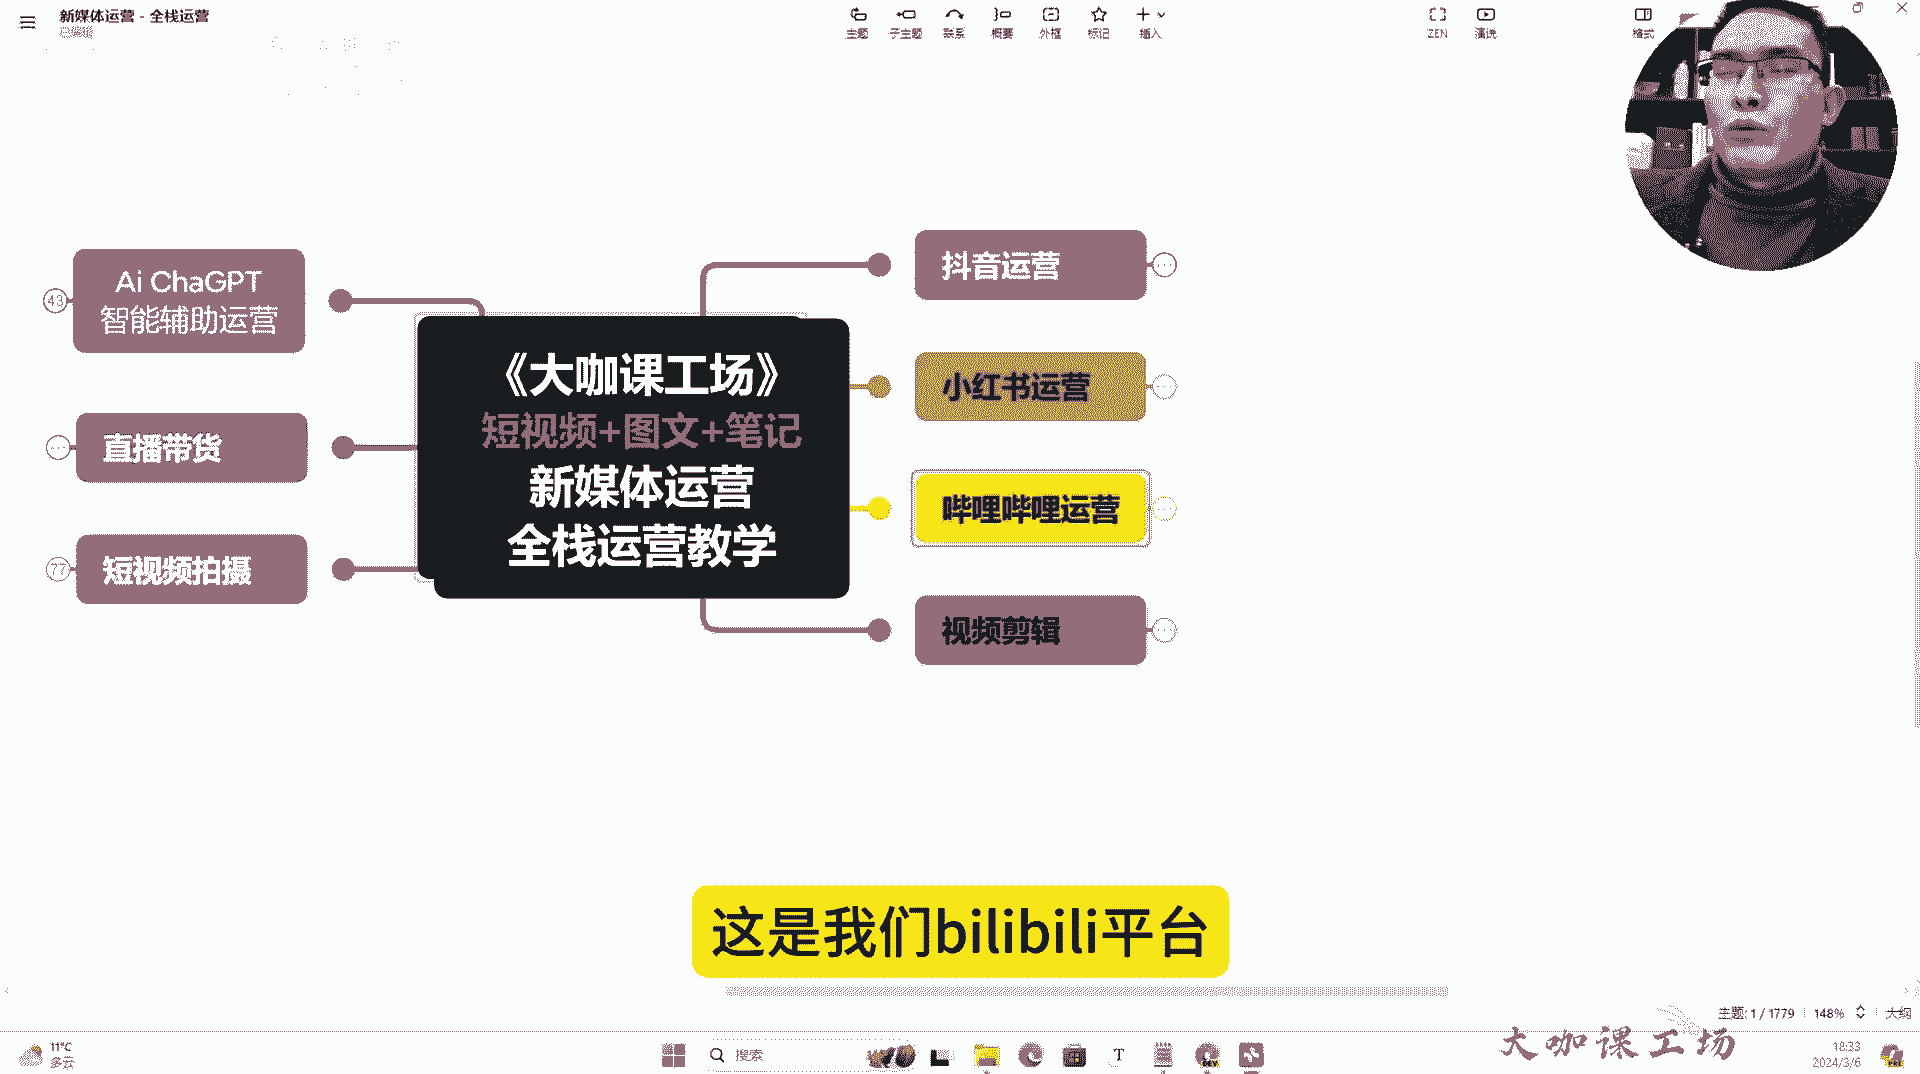 新媒体运营 - 全栈运营
已编辑
主题
子主题
联系
概要
外框
标记
插入
ZEN
演说
格式
Ai ChaGPT
智能辅助运营
43
直播带货
短视频拍摄
77
《大咖课工场》
短视频+图文+笔记
新媒体运营
全栈运营教学
抖音运营
小红书运营
哔哩哔哩运营
视频剪辑
这是我们bilibili平台
主题: 1 / 1779
148%
大纲
大咖课工场
11°C
多云
搜索
18:33
2024/3/6